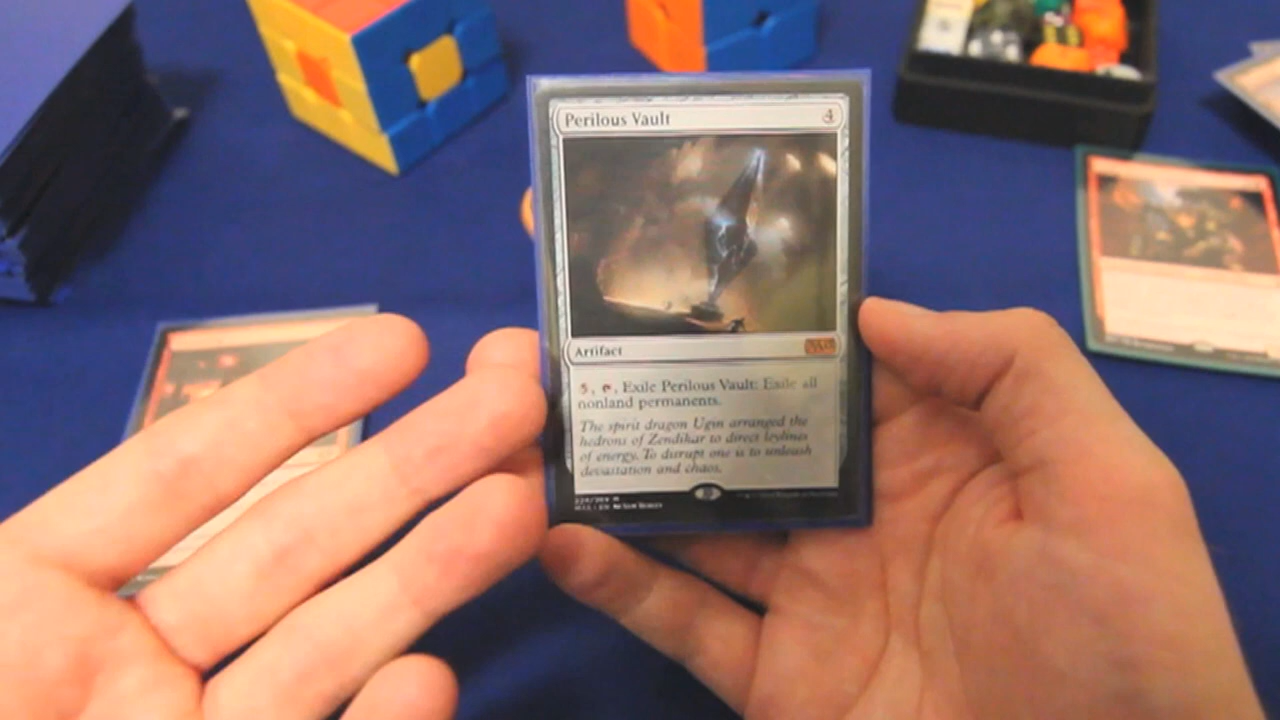 Perilous Vault 4
Artifact
5, T, Exile Perilous Vault: Exile all
nonland permanents.
The spirit dragon Ugin arranged the
hedrons of Zendikar to direct leylines
of energy. To disrupt one is to unleash
devastation and chaos.